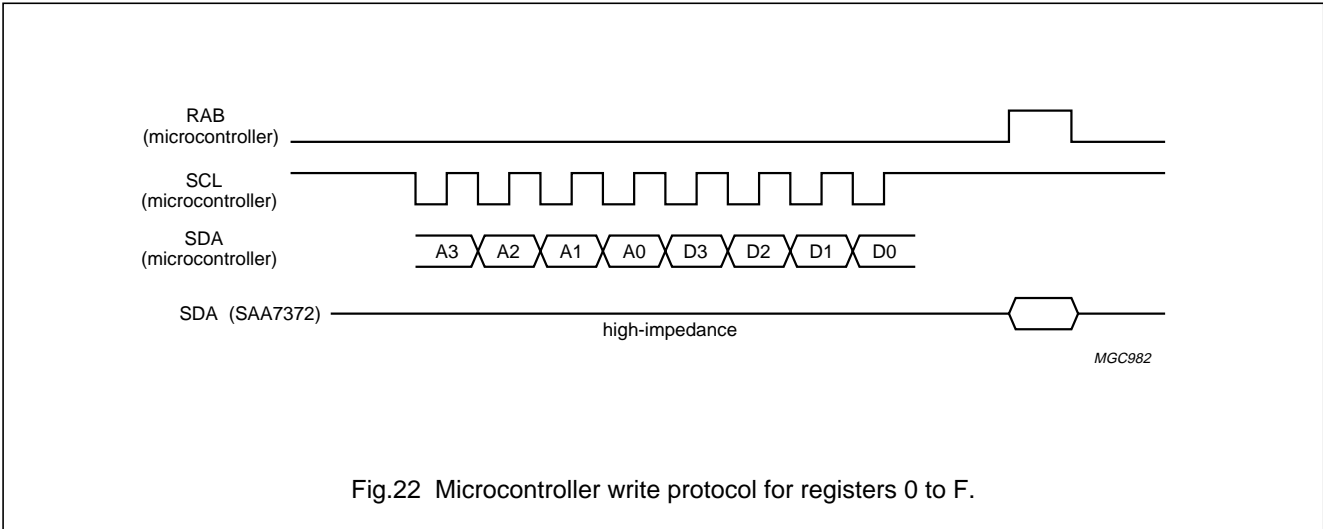 RAB
(microcontroller)
SCL
(microcontroller)
SDA
(microcontroller)
A3 A2 A1 A0 D3 D2 D1 D0
SDA (SAA7372)
high-impedance
MGC982
Fig.22 Microcontroller write protocol for registers 0 to F.